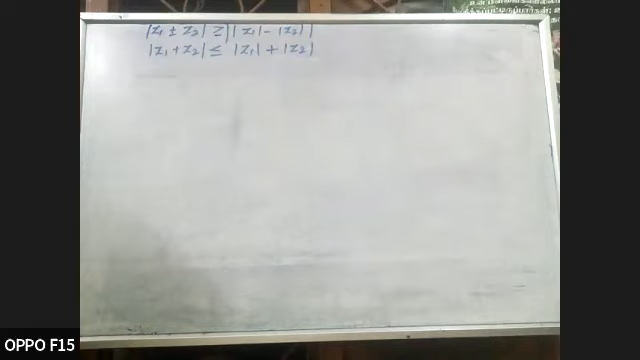 |z₁ ± z₂| ≥ ||z₁| - |z₂||
|z₁ + z₂| ≤ |z₁| + |z₂|
OPPO F15